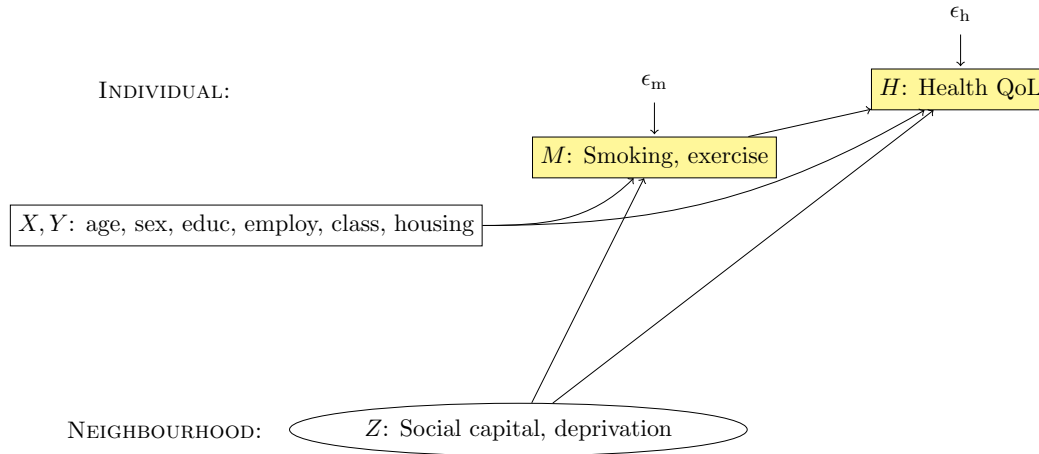 ϵh
INDIVIDUAL:
H: Health QoL
ϵm
M: Smoking, exercise
X, Y: age, sex, educ, employ, class, housing
NEIGHBOURHOOD:
Z: Social capital, deprivation